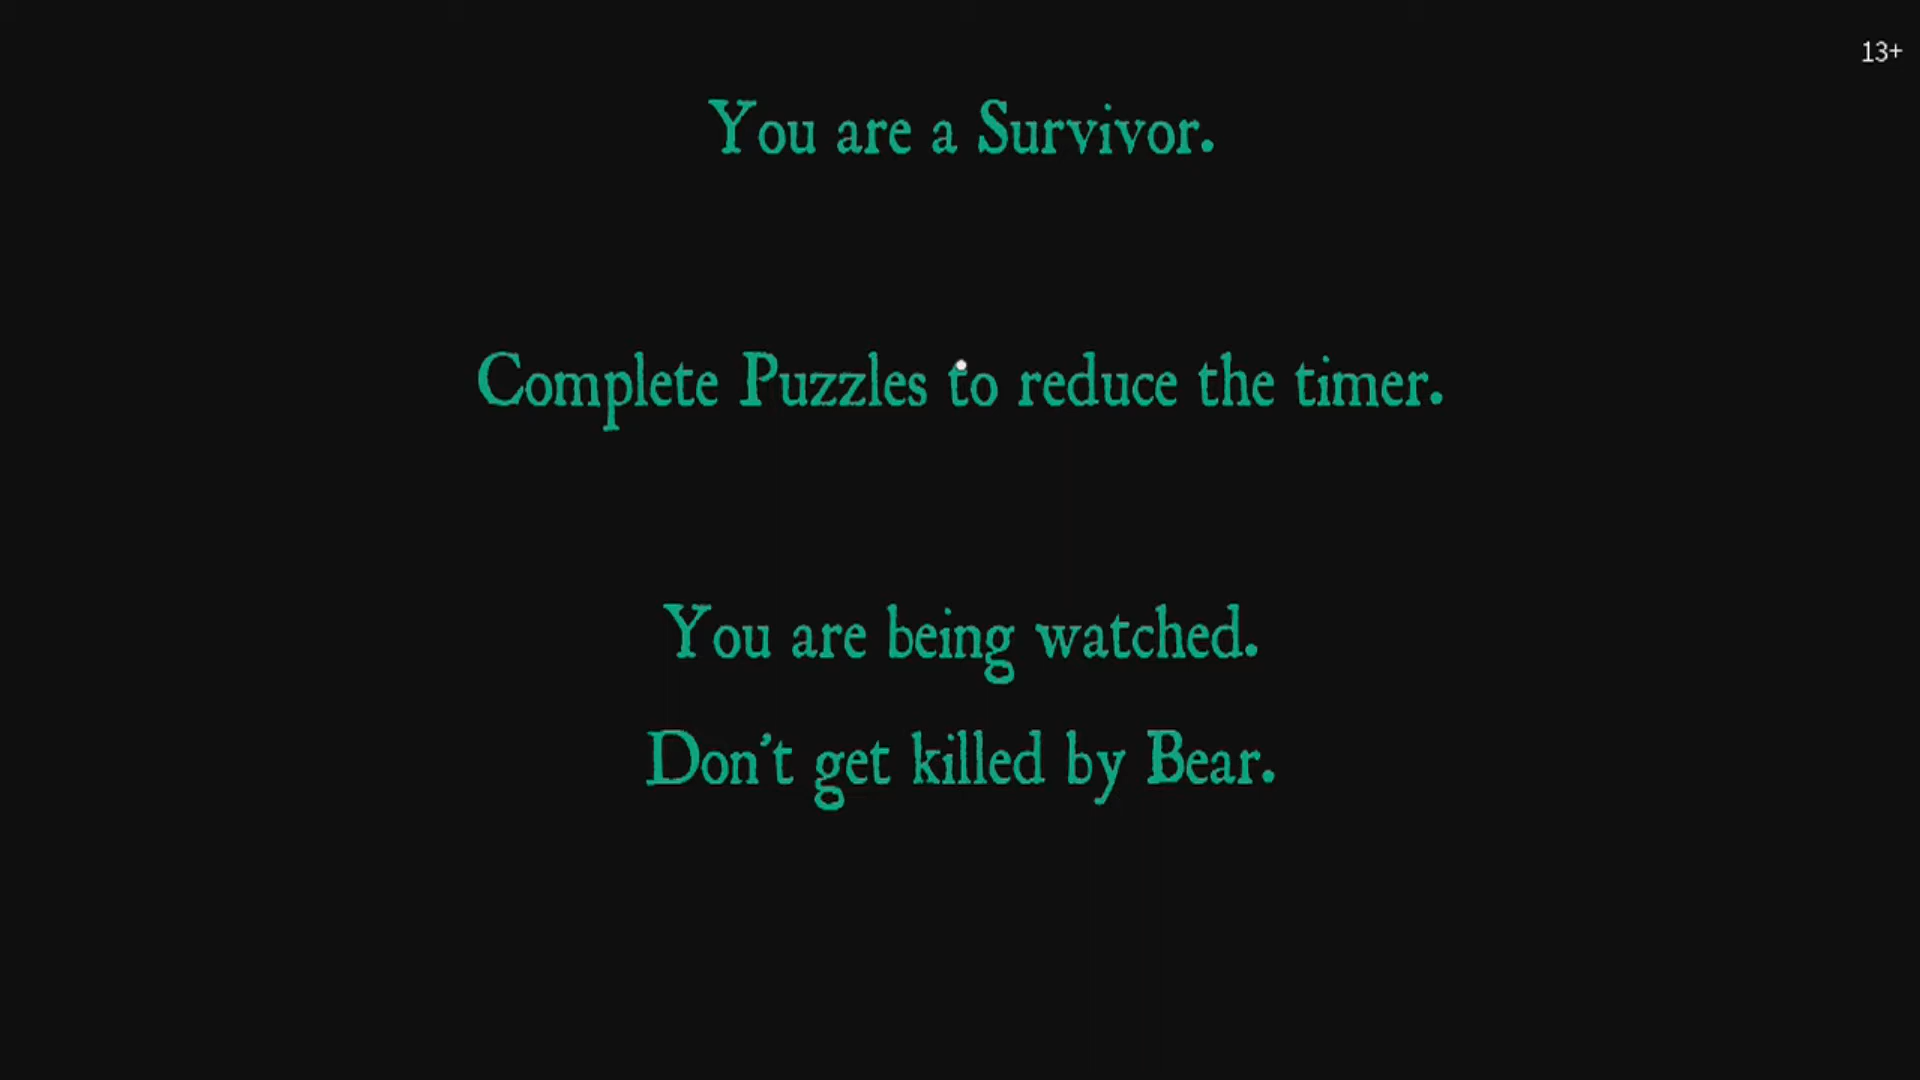 13+
You are a Survivor.
Complete Puzzles to reduce the timer.
You are being watched.
Don't get killed by Bear.